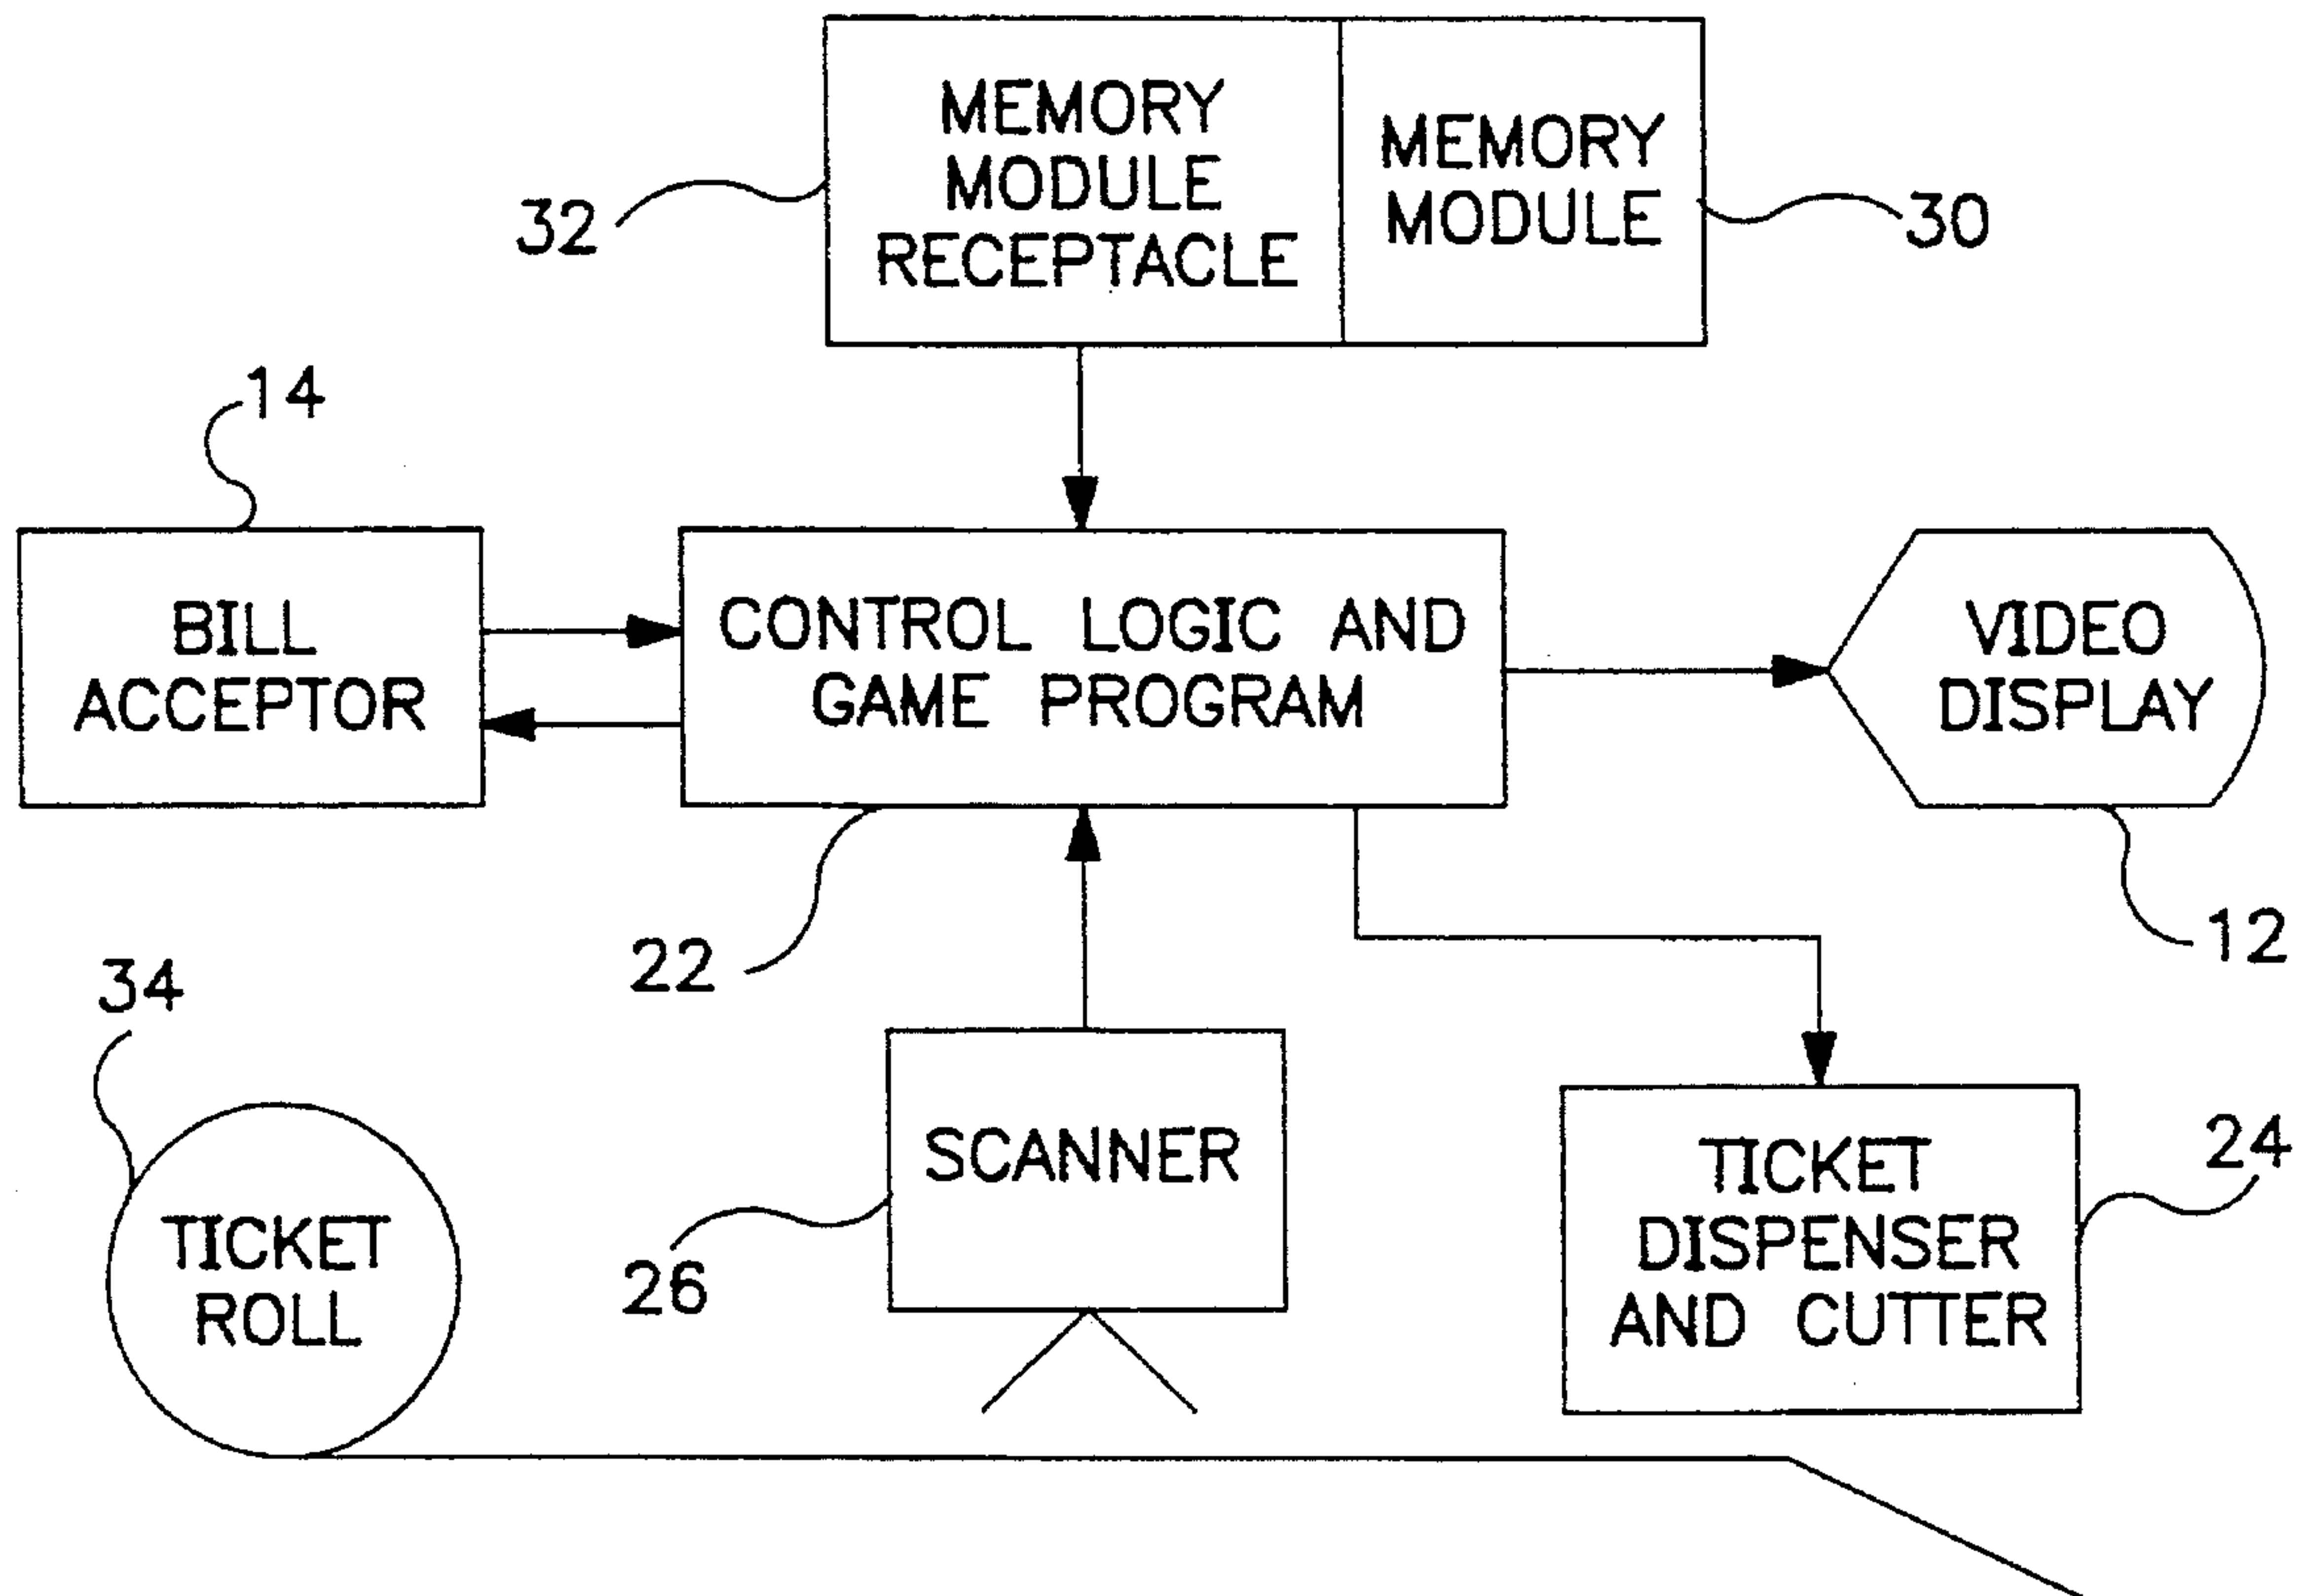 MEMORY
MODULE
RECEPTACLE
MEMORY
MODULE
32
30
14
BILL
ACCEPTOR
CONTROL LOGIC AND
GAME PROGRAM
VIDEO
DISPLAY
22
12
34
TICKET
ROLL
SCANNER
26
TICKET
DISPENSER
AND CUTTER
24